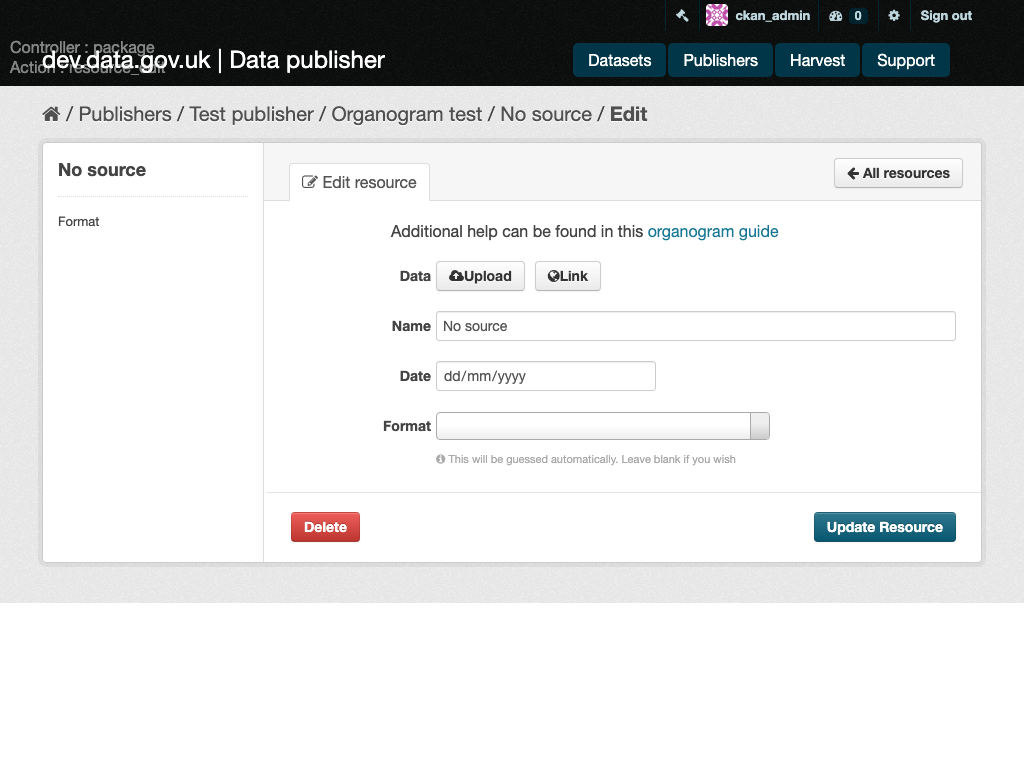 ckan_admin 0 Sign out
Controller : package
Action : resource_edit
dev.data.gov.uk | Data publisher
Datasets Publishers Harvest Support
/ Publishers / Test publisher / Organogram test / No source / Edit
No source
Format
Edit resource
All resources
Additional help can be found in this organogram guide
Data Upload Link
Name No source
Date dd/mm/yyyy
Format
This will be guessed automatically. Leave blank if you wish
Delete Update Resource